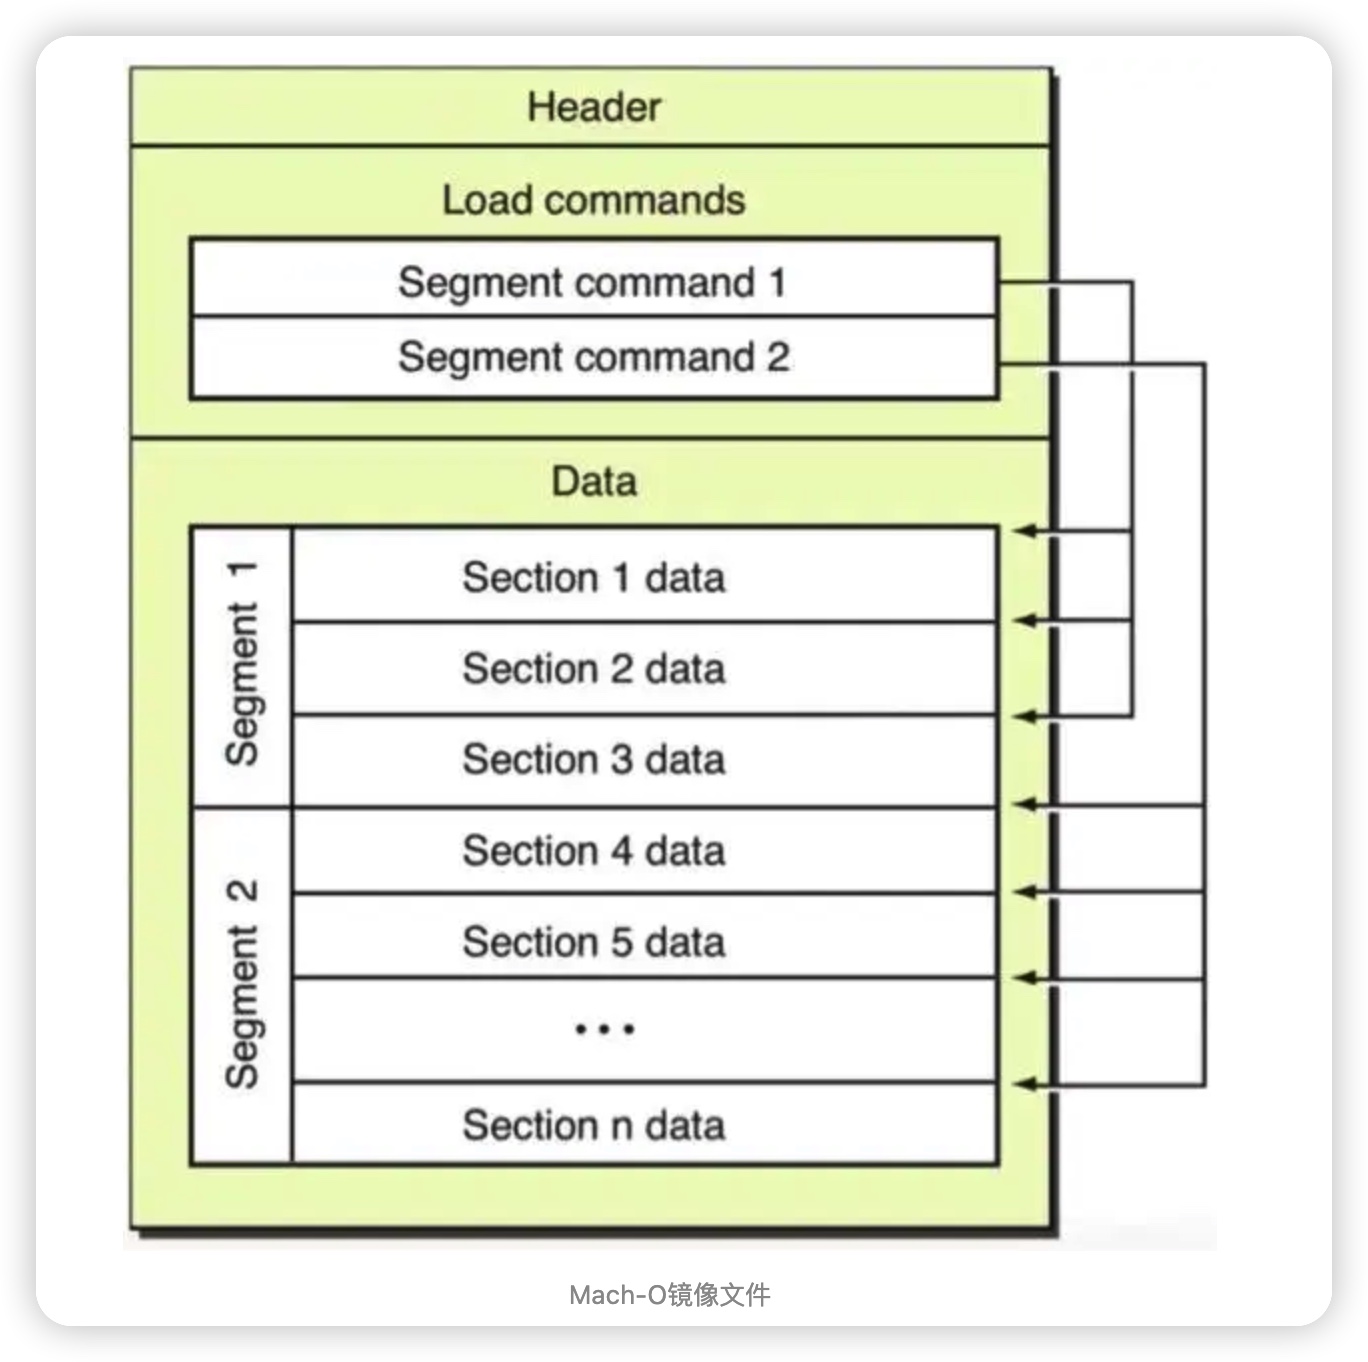 Header
Load commands
Segment command 1
Segment command 2
Data
Segment 1
Section 1 data
Section 2 data
Section 3 data
Segment 2
Section 4 data
Section 5 data
...
Section n data
Mach-O镜像文件